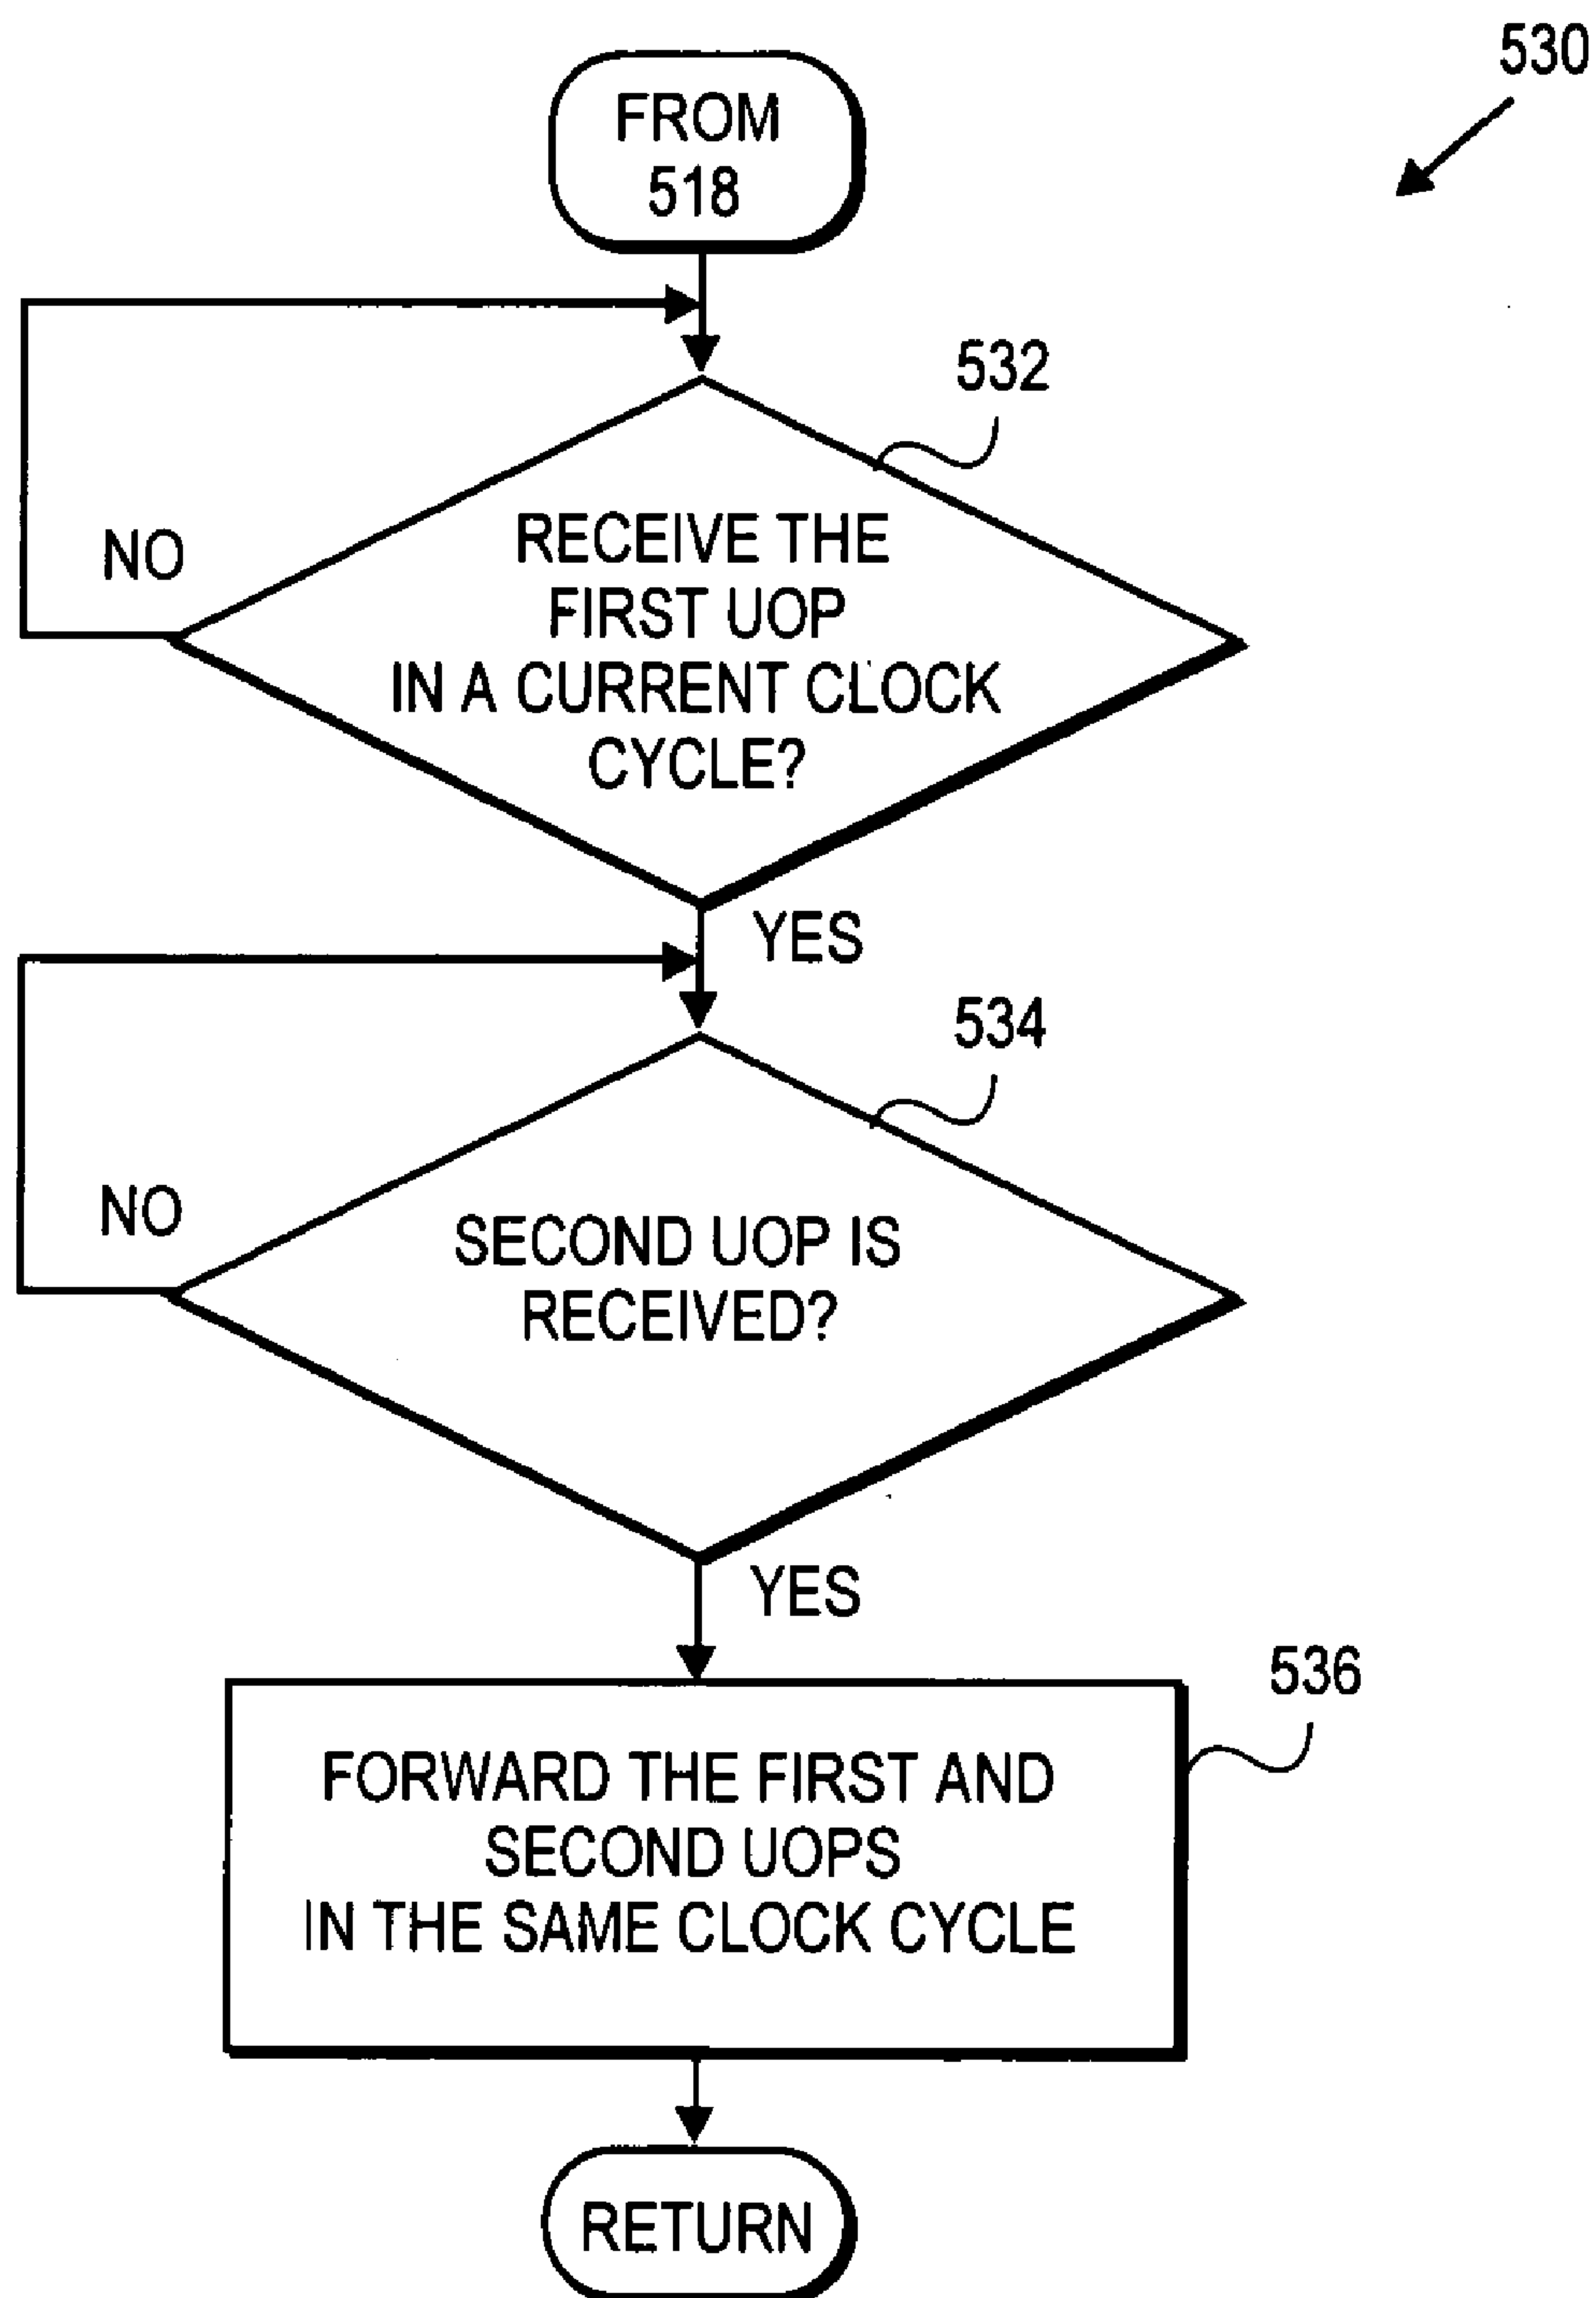 530
FROM
518
532
NO
RECEIVE THE
FIRST UOP
IN A CURRENT CLOCK
CYCLE?
YES
534
NO
SECOND UOP IS
RECEIVED?
YES
536
FORWARD THE FIRST AND
SECOND UOPS
IN THE SAME CLOCK CYCLE
RETURN